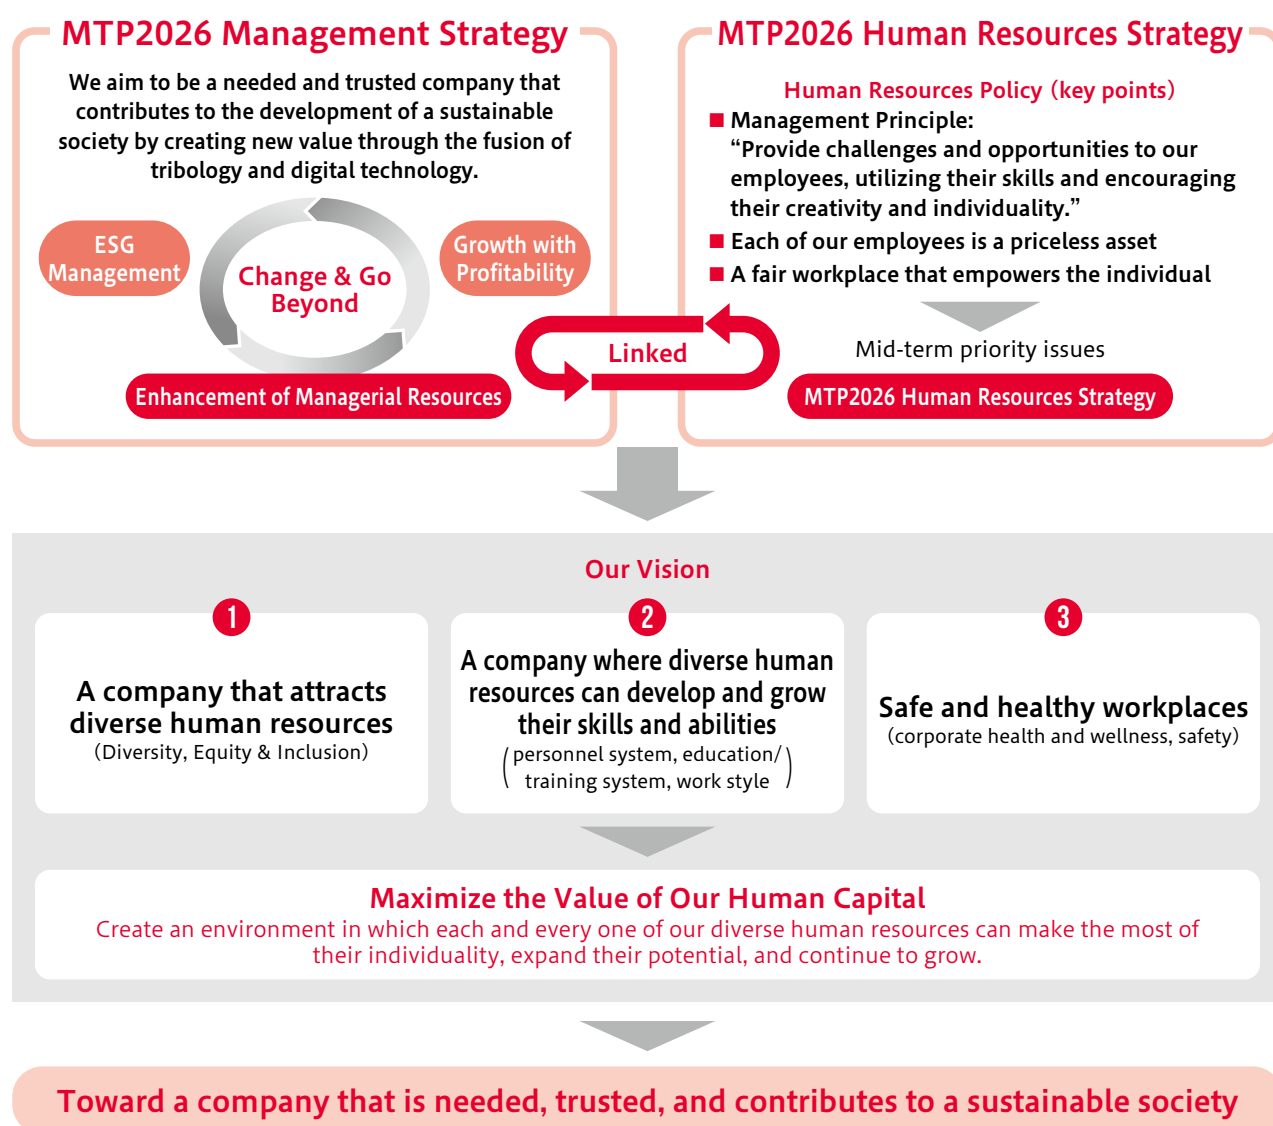 MTP2026 Management Strategy
We aim to be a needed and trusted company that
contributes to the development of a sustainable
society by creating new value through the fusion of
tribology and digital technology.
ESG
Management
Change & Go
Beyond
Growth with
Profitability
Enhancement of Managerial Resources
Linked
MTP2026 Human Resources Strategy
Human Resources Policy (key points)
■ Management Principle:
“Provide challenges and opportunities to our
employees, utilizing their skills and encouraging
their creativity and individuality.”
■ Each of our employees is a priceless asset
■ A fair workplace that empowers the individual
Mid-term priority issues
MTP2026 Human Resources Strategy
Our Vision
1
A company that attracts
diverse human resources
(Diversity, Equity & Inclusion)
2
A company where diverse human
resources can develop and grow
their skills and abilities
(personnel system, education/
training system, work style)
3
Safe and healthy workplaces
(corporate health and wellness, safety)
Maximize the Value of Our Human Capital
Create an environment in which each and every one of our diverse human resources can make the most of
their individuality, expand their potential, and continue to grow.
Toward a company that is needed, trusted, and contributes to a sustainable society